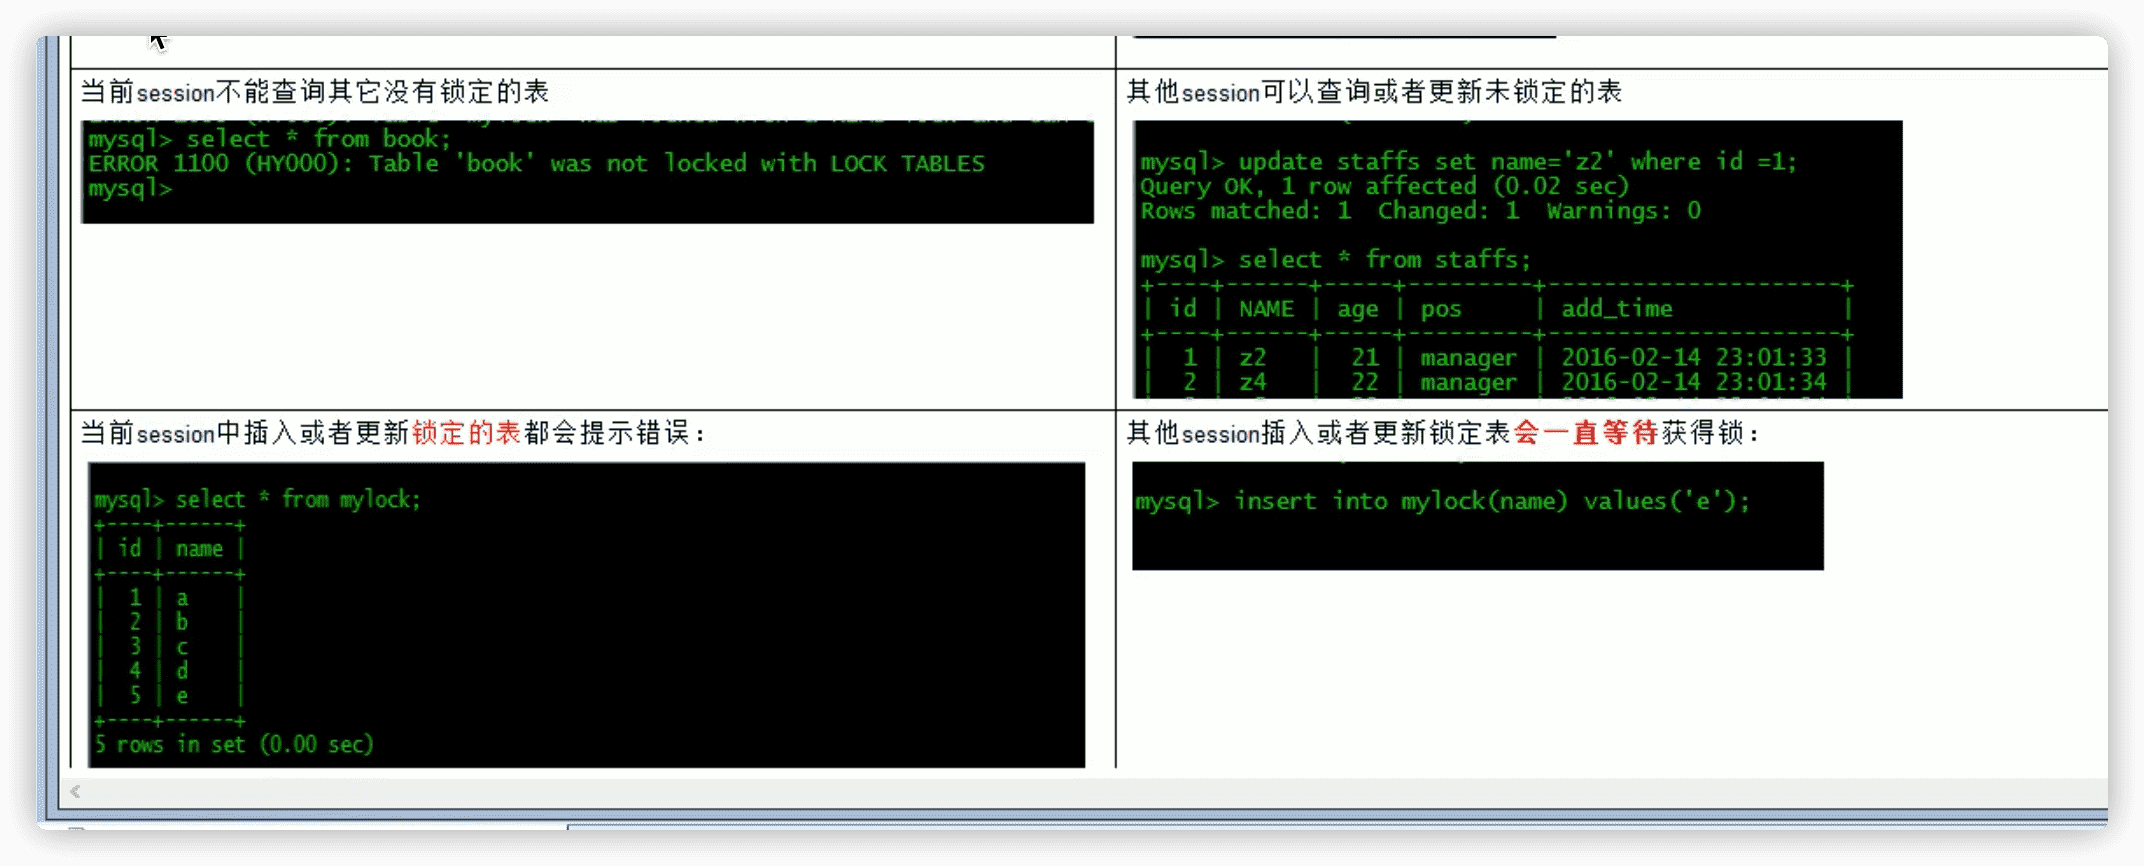 当前session不能查询其它没有锁定的表
mysql> select * from book;
ERROR 1100 (HY000): Table 'book' was not locked with LOCK TABLES
mysql>
其他session可以查询或者更新未锁定的表
mysql> update staffs set name='z2' where id =1;
Query OK, 1 row affected (0.02 sec)
Rows matched: 1  Changed: 1  Warnings: 0
mysql> select * from staffs;
+----+------+-----+---------+---------------------+
| id | NAME | age | pos     | add_time            |
+----+------+-----+---------+---------------------+
|  1 | z2   |  21 | manager | 2016-02-14 23:01:33 |
|  2 | z4   |  22 | manager | 2016-02-14 23:01:34 |
当前session中插入或者更新锁定的表都会提示错误：
mysql> select * from mylock;
+----+------+
| id | name |
+----+------+
|  1 | a    |
|  2 | b    |
|  3 | c    |
|  4 | d    |
|  5 | e    |
+----+------+
5 rows in set (0.00 sec)
其他session插入或者更新锁定表会一直等待获得锁：
mysql> insert into mylock(name) values('e');